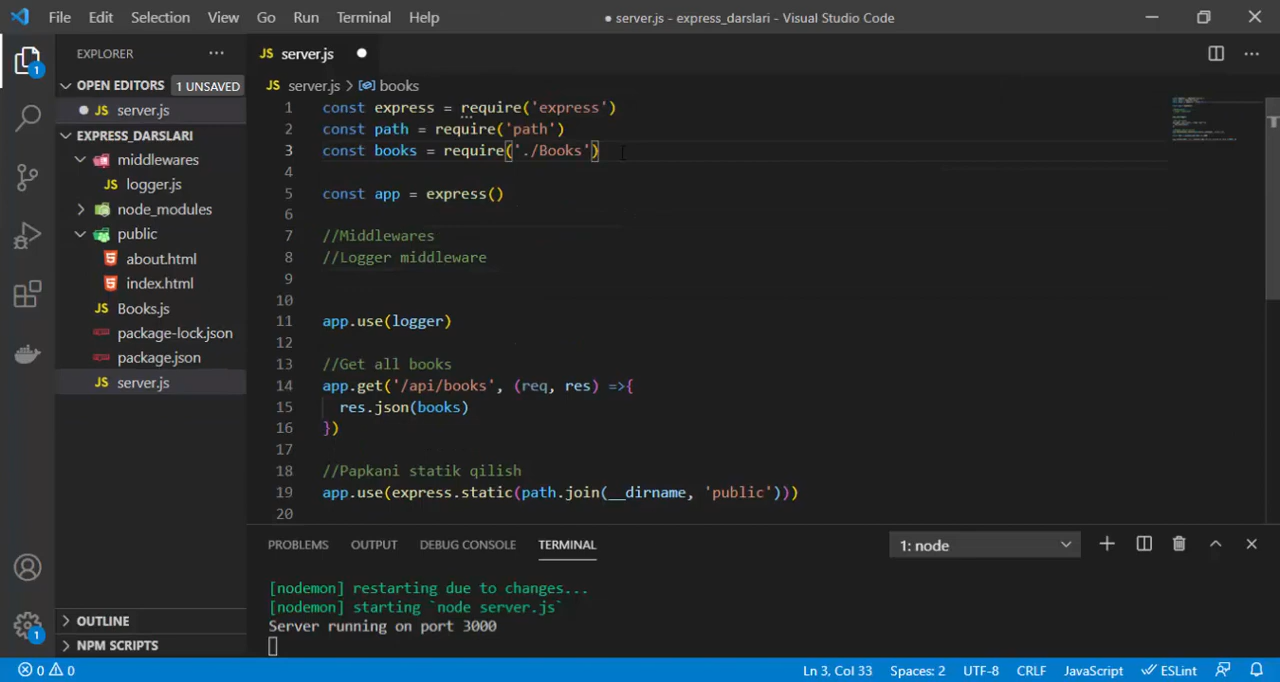 File Edit Selection View Go Run Terminal Help
● server.js - express_darslari - Visual Studio Code
EXPLORER
OPEN EDITORS 1 UNSAVED
JS server.js
EXPRESS_DARSLARI
middlewares
JS logger.js
node_modules
public
about.html
index.html
JS Books.js
package-lock.json
package.json
JS server.js
OUTLINE
NPM SCRIPTS
1
1
JS server.js
JS server.js > books
1 const express = require('express')
2 const path = require('path')
3 const books = require('./Books')
4
5 const app = express()
6
7 //Middlewares
8 //Logger middleware
9
10
11 app.use(logger)
12
13 //Get all books
14 app.get('/api/books', (req, res) =>{
15 res.json(books)
16 })
17
18 //Papkani statik qilish
19 app.use(express.static(path.join(__dirname, 'public')))
20
PROBLEMS OUTPUT DEBUG CONSOLE TERMINAL 1: node
[nodemon] restarting due to changes...
[nodemon] starting `node server.js`
Server running on port 3000
0 0 Ln 3, Col 33 Spaces: 2 UTF-8 CRLF JavaScript ESLint